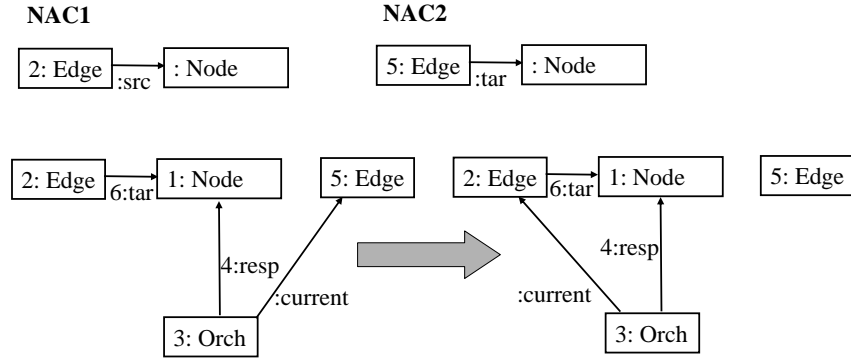 NAC1
NAC2
2: Edge
:src
: Node
5: Edge
:tar
: Node
2: Edge
6:tar
1: Node
5: Edge
2: Edge
6:tar
1: Node
5: Edge
4:resp
:current
4:resp
:current
3: Orch
3: Orch